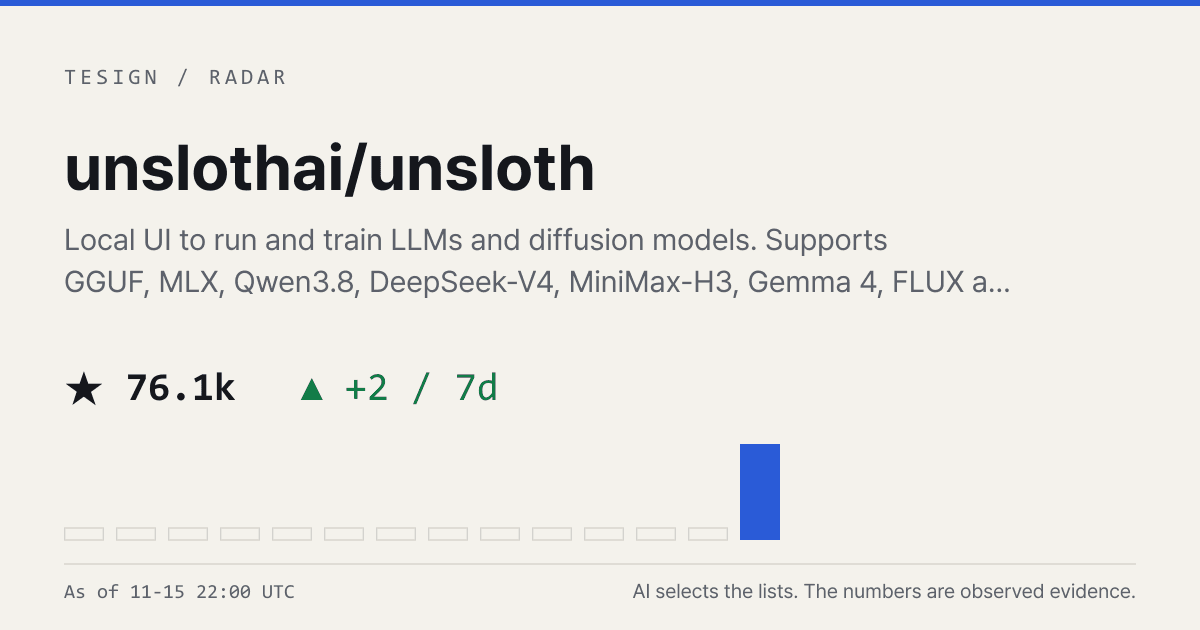 TESIGN / RADAR
unslothai/unsloth
Local UI to run and train LLMs and diffusion models. Supports
GGUF, MLX, Qwen3.8, DeepSeek-V4, MiniMax-H3, Gemma 4, FLUX a...
★ 76.1k ▲ +2 / 7d
As of 11-15 22:00 UTC
AI selects the lists. The numbers are observed evidence.